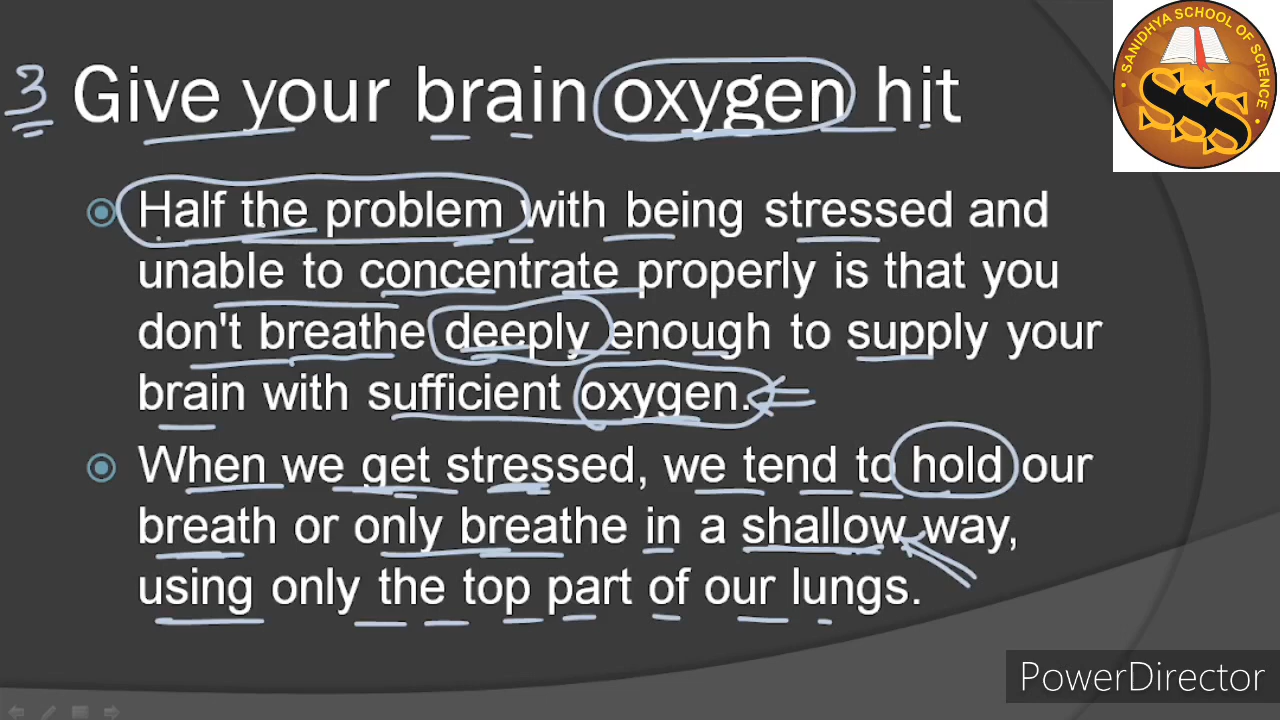 3 Give your brain oxygen hit
Half the problem with being stressed and
unable to concentrate properly is that you
don't breathe deeply enough to supply your
brain with sufficient oxygen.
When we get stressed, we tend to hold our
breath or only breathe in a shallow way,
using only the top part of our lungs.
SANIDHYA SCHOOL OF SCIENCE
SSS
PowerDirector